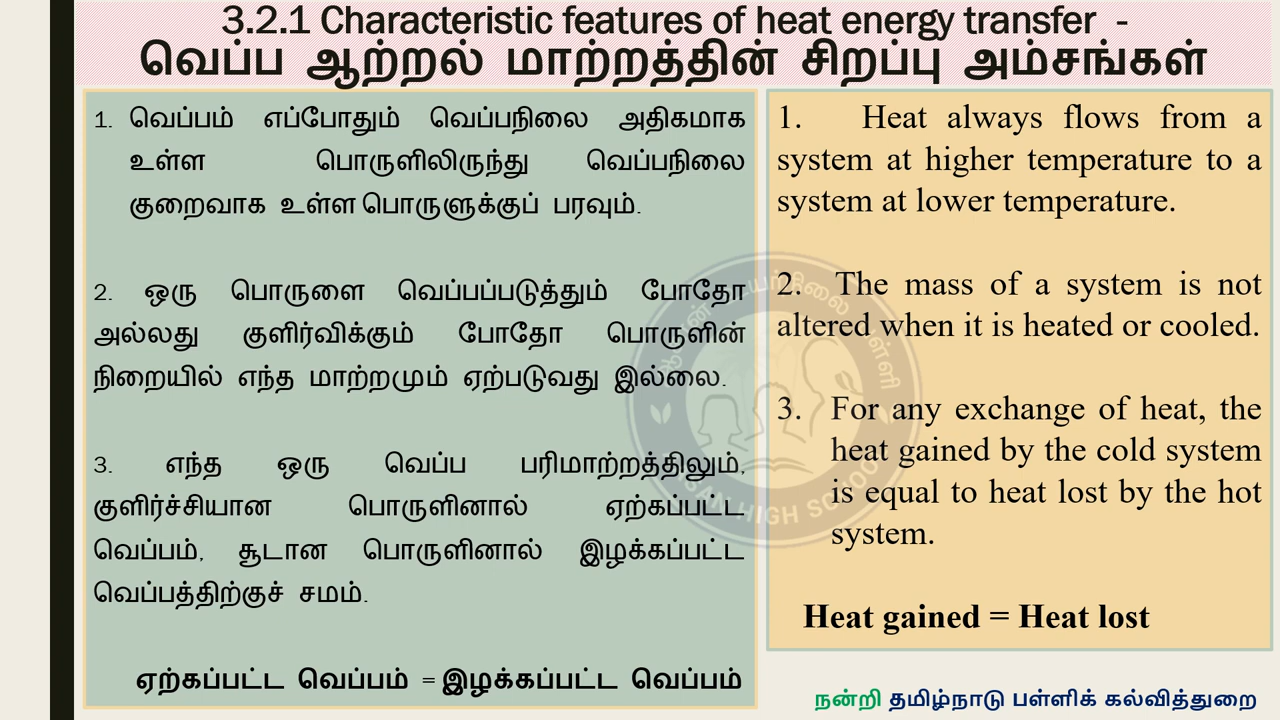 3.2.1 Characteristic features of heat energy transfer -
வெப்ப ஆற்றல் மாற்றத்தின் சிறப்பு அம்சங்கள்
1. வெப்பம் எப்போதும் வெப்பநிலை அதிகமாக
உள்ள பொருளிலிருந்து வெப்பநிலை
குறைவாக உள்ள பொருளுக்குப் பரவும்.
2. ஒரு பொருளை வெப்பப்படுத்தும் போதோ
அல்லது குளிர்விக்கும் போதோ பொருளின்
நிறையில் எந்த மாற்றமும் ஏற்படுவது இல்லை.
3. எந்த ஒரு வெப்ப பரிமாற்றத்திலும்,
குளிர்ச்சியான பொருளினால் ஏற்கப்பட்ட
வெப்பம், சூடான பொருளினால் இழக்கப்பட்ட
வெப்பத்திற்குச் சமம்.
ஏற்கப்பட்ட வெப்பம் = இழக்கப்பட்ட வெப்பம்
1. Heat always flows from a
system at higher temperature to a
system at lower temperature.
2. The mass of a system is not
altered when it is heated or cooled.
3. For any exchange of heat, the
heat gained by the cold system
is equal to heat lost by the hot
system.
Heat gained = Heat lost
HIGH SCHOOL
நன்றி தமிழ்நாடு பள்ளிக் கல்வித்துறை